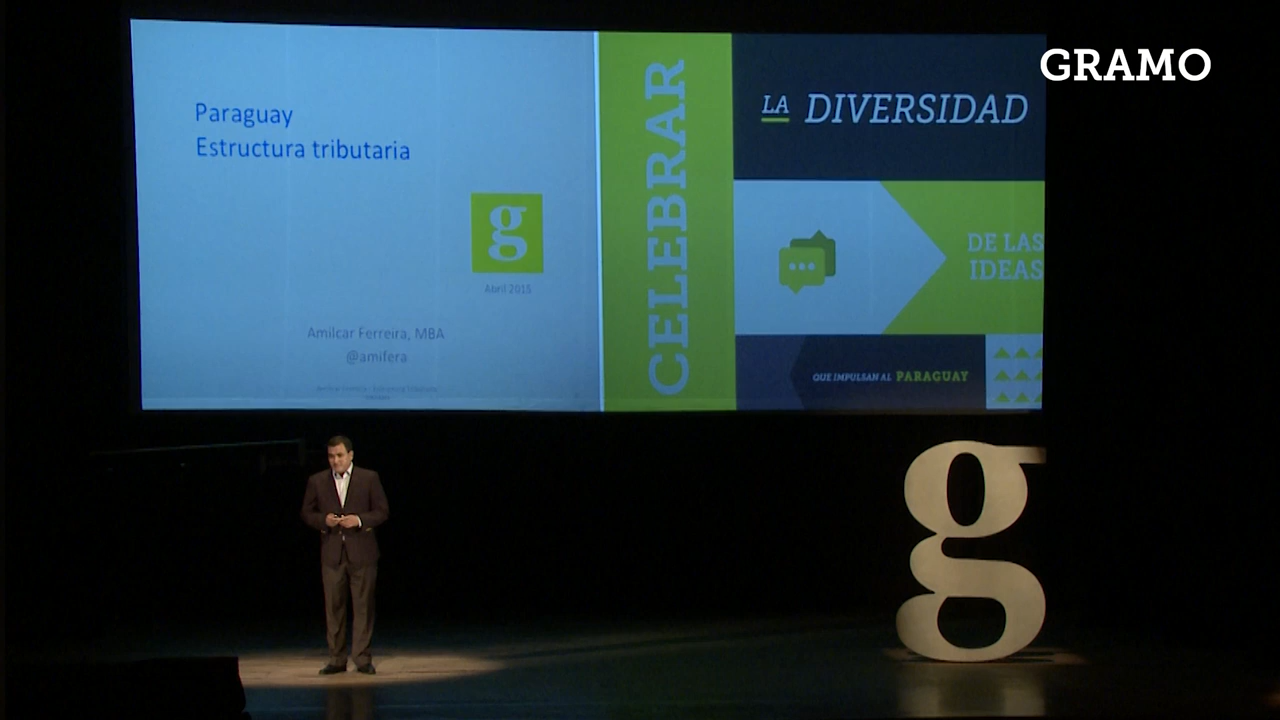 GRAMO
Paraguay
Estructura tributaria
g
Abril 2015
Amilcar Ferreira, MBA
@amifera
CELEBRAR
LA DIVERSIDAD
DE LAS
IDEAS
QUE IMPULSAN AL PARAGUAY
g